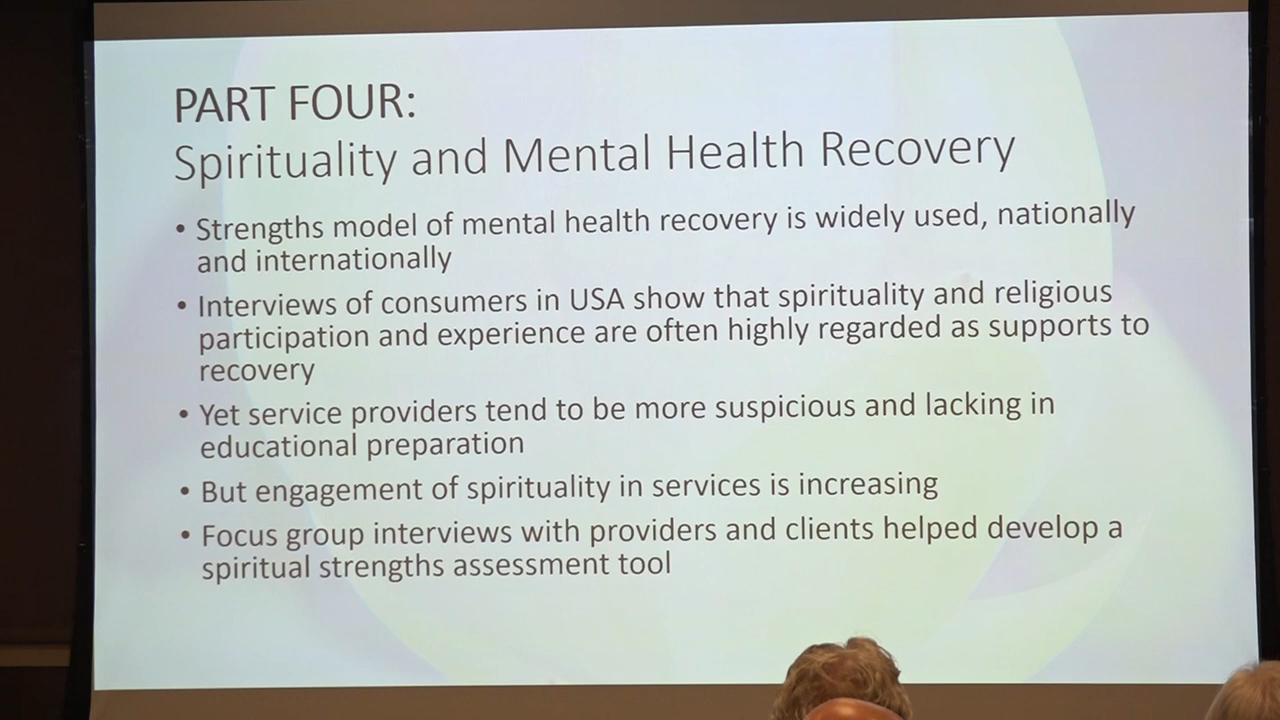 PART FOUR:
Spirituality and Mental Health Recovery
• Strengths model of mental health recovery is widely used, nationally
and internationally
• Interviews of consumers in USA show that spirituality and religious
participation and experience are often highly regarded as supports to
recovery
• Yet service providers tend to be more suspicious and lacking in
educational preparation
• But engagement of spirituality in services is increasing
• Focus group interviews with providers and clients helped develop a
spiritual strengths assessment tool